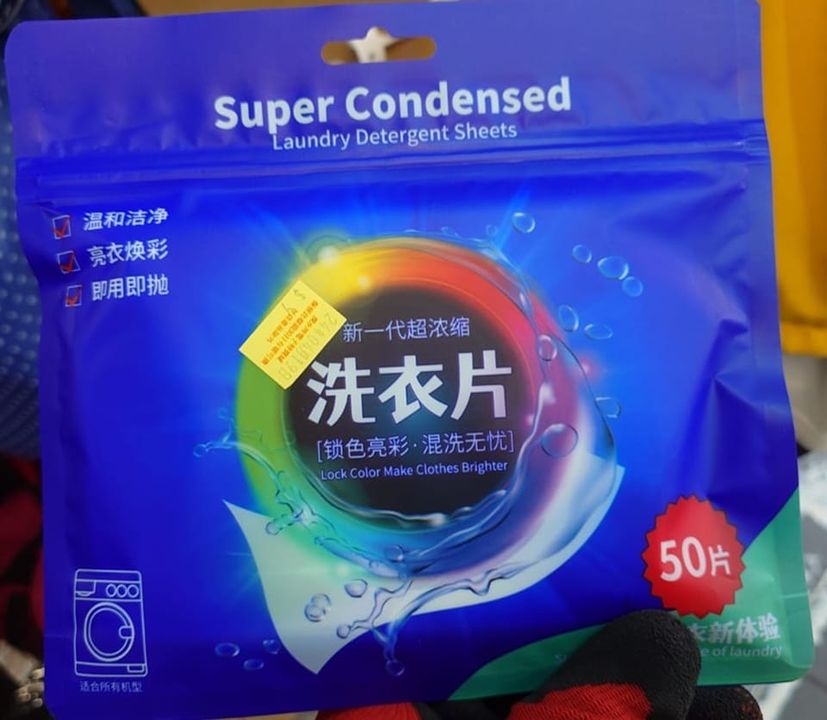 Super Condensed
Laundry Detergent Sheets
温和洁净
亮衣焕彩
即用即抛
新一代超浓缩
洗衣片
[锁色亮彩·混洗无忧]
Lock Color Make Clothes Brighter
50片
衣新体验
of laundry
适合所有机型